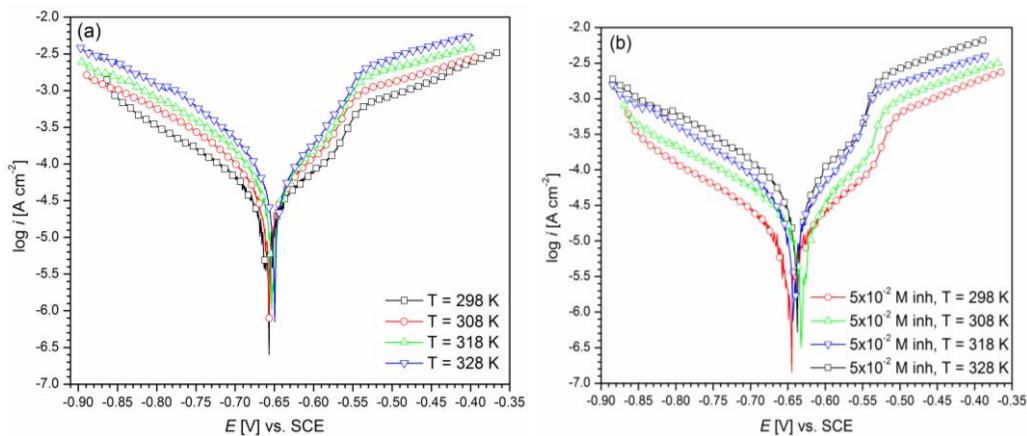 (a)
-2.0
-2.5
-3.0
-3.5
-4.0
-4.5
-5.0
-5.5
-6.0
-6.5
-7.0
log i [A cm⁻²]
T = 298 K
T = 308 K
T = 318 K
T = 328 K
-0.90 -0.85 -0.80 -0.75 -0.70 -0.65 -0.60 -0.55 -0.50 -0.45 -0.40 -0.35
E [V] vs. SCE
(b)
-2.0
-2.5
-3.0
-3.5
-4.0
-4.5
-5.0
-5.5
-6.0
-6.5
-7.0
log i [A cm⁻²]
5x10⁻² M inh, T = 298 K
5x10⁻² M inh, T = 308 K
5x10⁻² M inh, T = 318 K
5x10⁻² M inh, T = 328 K
-0.90 -0.85 -0.80 -0.75 -0.70 -0.65 -0.60 -0.55 -0.50 -0.45 -0.40 -0.35
E [V] vs. SCE